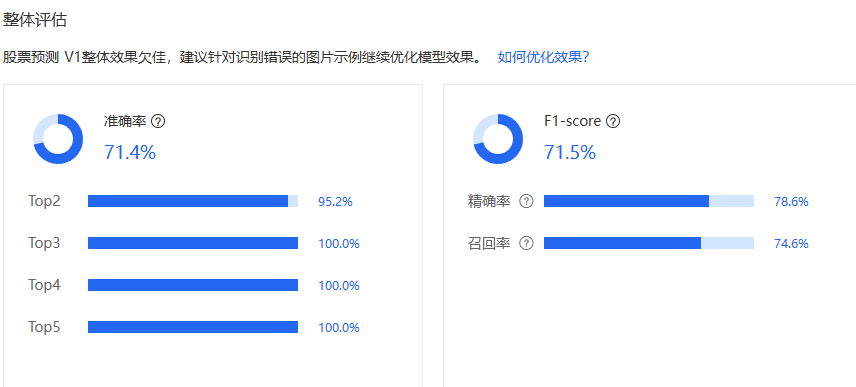 整体评估
股票预测 V1整体效果欠佳，建议针对识别错误的图片示例继续优化模型效果。 如何优化效果?
准确率 ?
71.4%
Top2 95.2%
Top3 100.0%
Top4 100.0%
Top5 100.0%
F1-score ?
71.5%
精确率 ? 78.6%
召回率 ? 74.6%